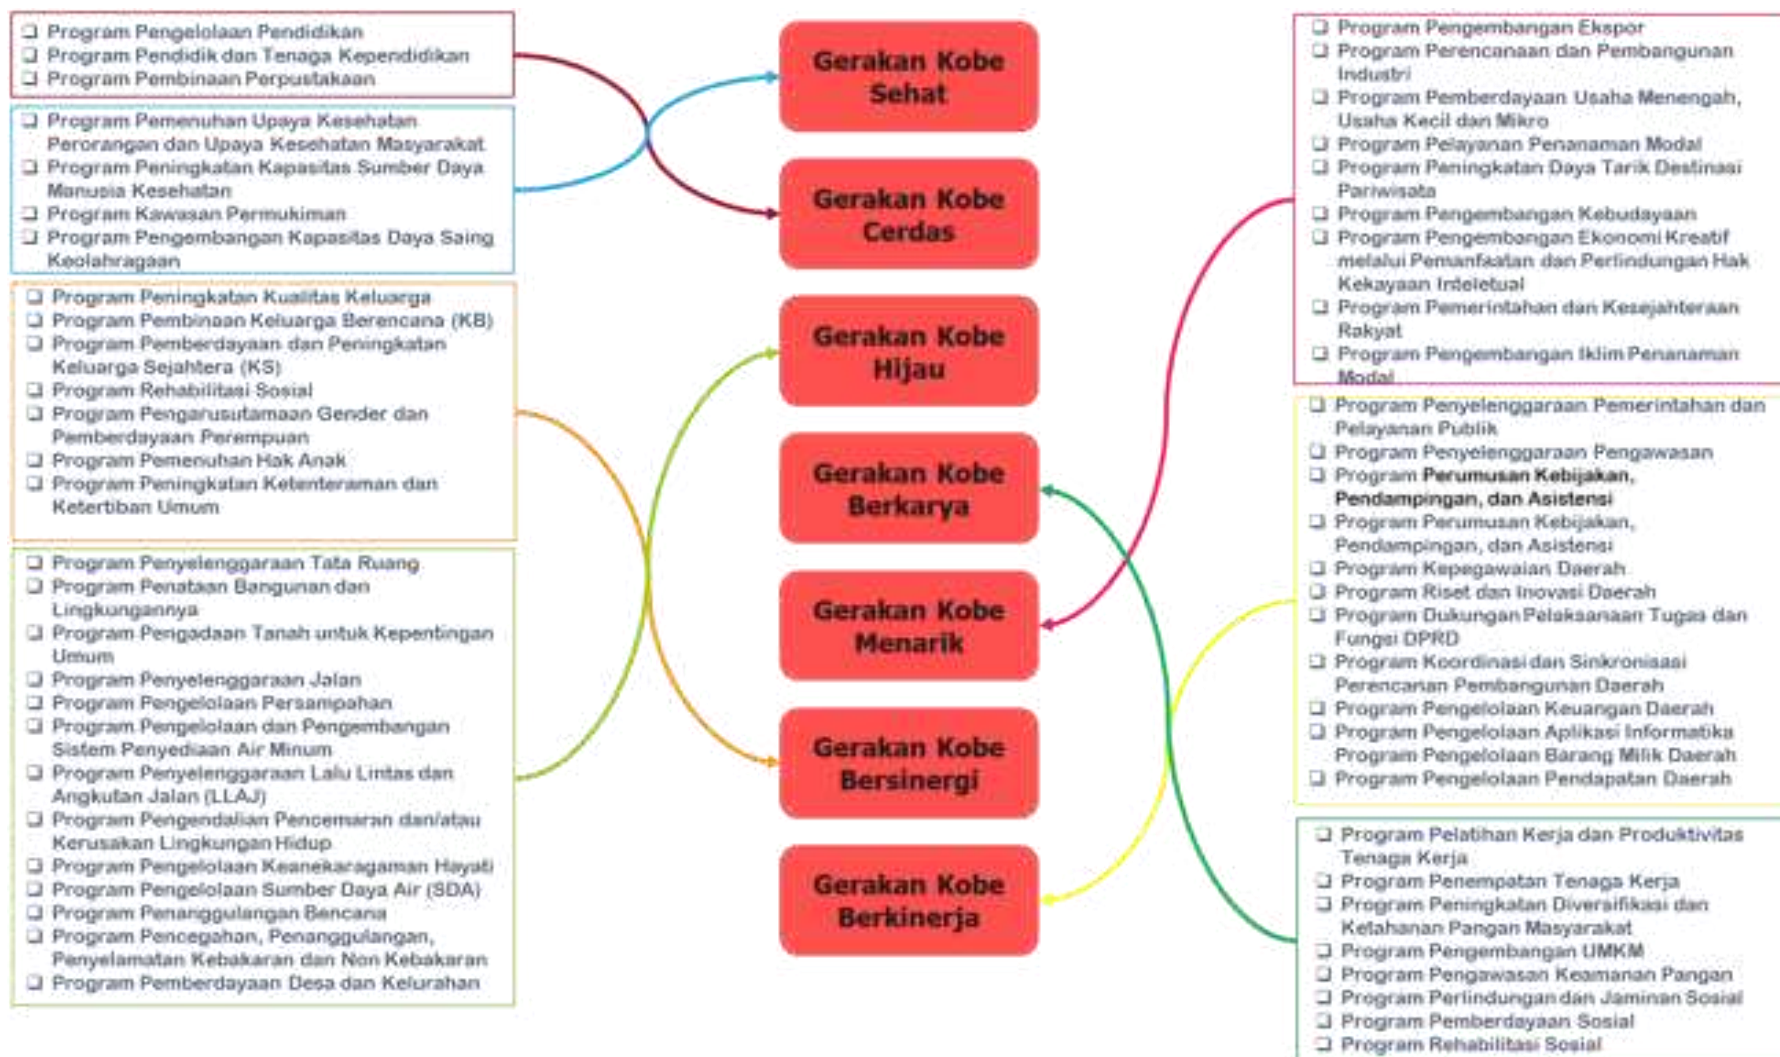 Program Pengelolaan Pendidikan
Program Pendidik dan Tenaga Kependidikan
Program Pembinaan Perpustakaan
Program Pemenuhan Upaya Kesehatan
Perorangan dan Upaya Kesehatan Masyarakat
Program Peningkatan Kapasitas Sumber Daya
Manusia Kesehatan
Program Kawasan Permukiman
Program Pengembangan Kapasitas Daya Saing
Keolahragaan
Program Peningkatan Kualitas Keluarga
Program Pembinaan Keluarga Berencana (KB)
Program Pemberdayaan dan Peningkatan
Keluarga Sejahtera (KS)
Program Rehabilitasi Sosial
Program Pengarusutamaan Gender dan
Pemberdayaan Perempuan
Program Pemenuhan Hak Anak
Program Peningkatan Ketenteraman dan
Ketertiban Umum
Program Penyelenggaraan Tata Ruang
Program Penataan Bangunan dan
Lingkungannya
Program Pengadaan Tanah untuk Kepentingan
Umum
Program Penyelenggaraan Jalan
Program Pengelolaan Persampahan
Program Pengelolaan dan Pengembangan
Sistem Penyediaan Air Minum
Program Penyelenggaraan Lalu Lintas dan
Angkutan Jalan (LLAJ)
Program Pengendalian Pencemaran dan/atau
Kerusakan Lingkungan Hidup
Program Pengelolaan Keanekaragaman Hayati
Program Pengelolaan Sumber Daya Air (SDA)
Program Penanggulangan Bencana
Program Pencegahan, Penanggulangan,
Penyelamatan Kebakaran dan Non Kebakaran
Program Pemberdayaan Desa dan Kelurahan
Gerakan Kobe
Sehat
Gerakan Kobe
Cerdas
Gerakan Kobe
Hijau
Gerakan Kobe
Berkarya
Gerakan Kobe
Menarik
Gerakan Kobe
Bersinergi
Gerakan Kobe
Berkinerja
Program Pengembangan Ekspor
Program Perencanaan dan Pembangunan
Industri
Program Pemberdayaan Usaha Menengah,
Usaha Kecil dan Mikro
Program Pelayanan Penanaman Modal
Program Peningkatan Daya Tarik Destinasi
Pariwisata
Program Pengembangan Kebudayaan
Program Pengembangan Ekonomi Kreatif
melalui Pemanfaatan dan Perlindungan Hak
Kekayaan Inteletual
Program Pemerintahan dan Kesejahteraan
Rakyat
Program Pengembangan Iklim Penanaman
Modal
Program Penyelenggaraan Pemerintahan dan
Pelayanan Publik
Program Penyelenggaraan Pengawasan
Program Perumusan Kebijakan,
Pendampingan, dan Asistensi
Program Perumusan Kebijakan,
Pendampingan, dan Asistensi
Program Kepegawaian Daerah
Program Riset dan Inovasi Daerah
Program Dukungan Pelaksanaan Tugas dan
Fungsi DPRD
Program Koordinasi dan Sinkronisasi
Perencanan Pembangunan Daerah
Program Pengelolaan Keuangan Daerah
Program Pengelolaan Aplikasi Informatika
Program Pengelolaan Barang Milik Daerah
Program Pengelolaan Pendapatan Daerah
Program Pelatihan Kerja dan Produktivitas
Tenaga Kerja
Program Penempatan Tenaga Kerja
Program Peningkatan Diversifikasi dan
Ketahanan Pangan Masyarakat
Program Pengembangan UMKM
Program Pengawasan Keamanan Pangan
Program Perlindungan dan Jaminan Sosial
Program Pemberdayaan Sosial
Program Rehabilitasi Sosial